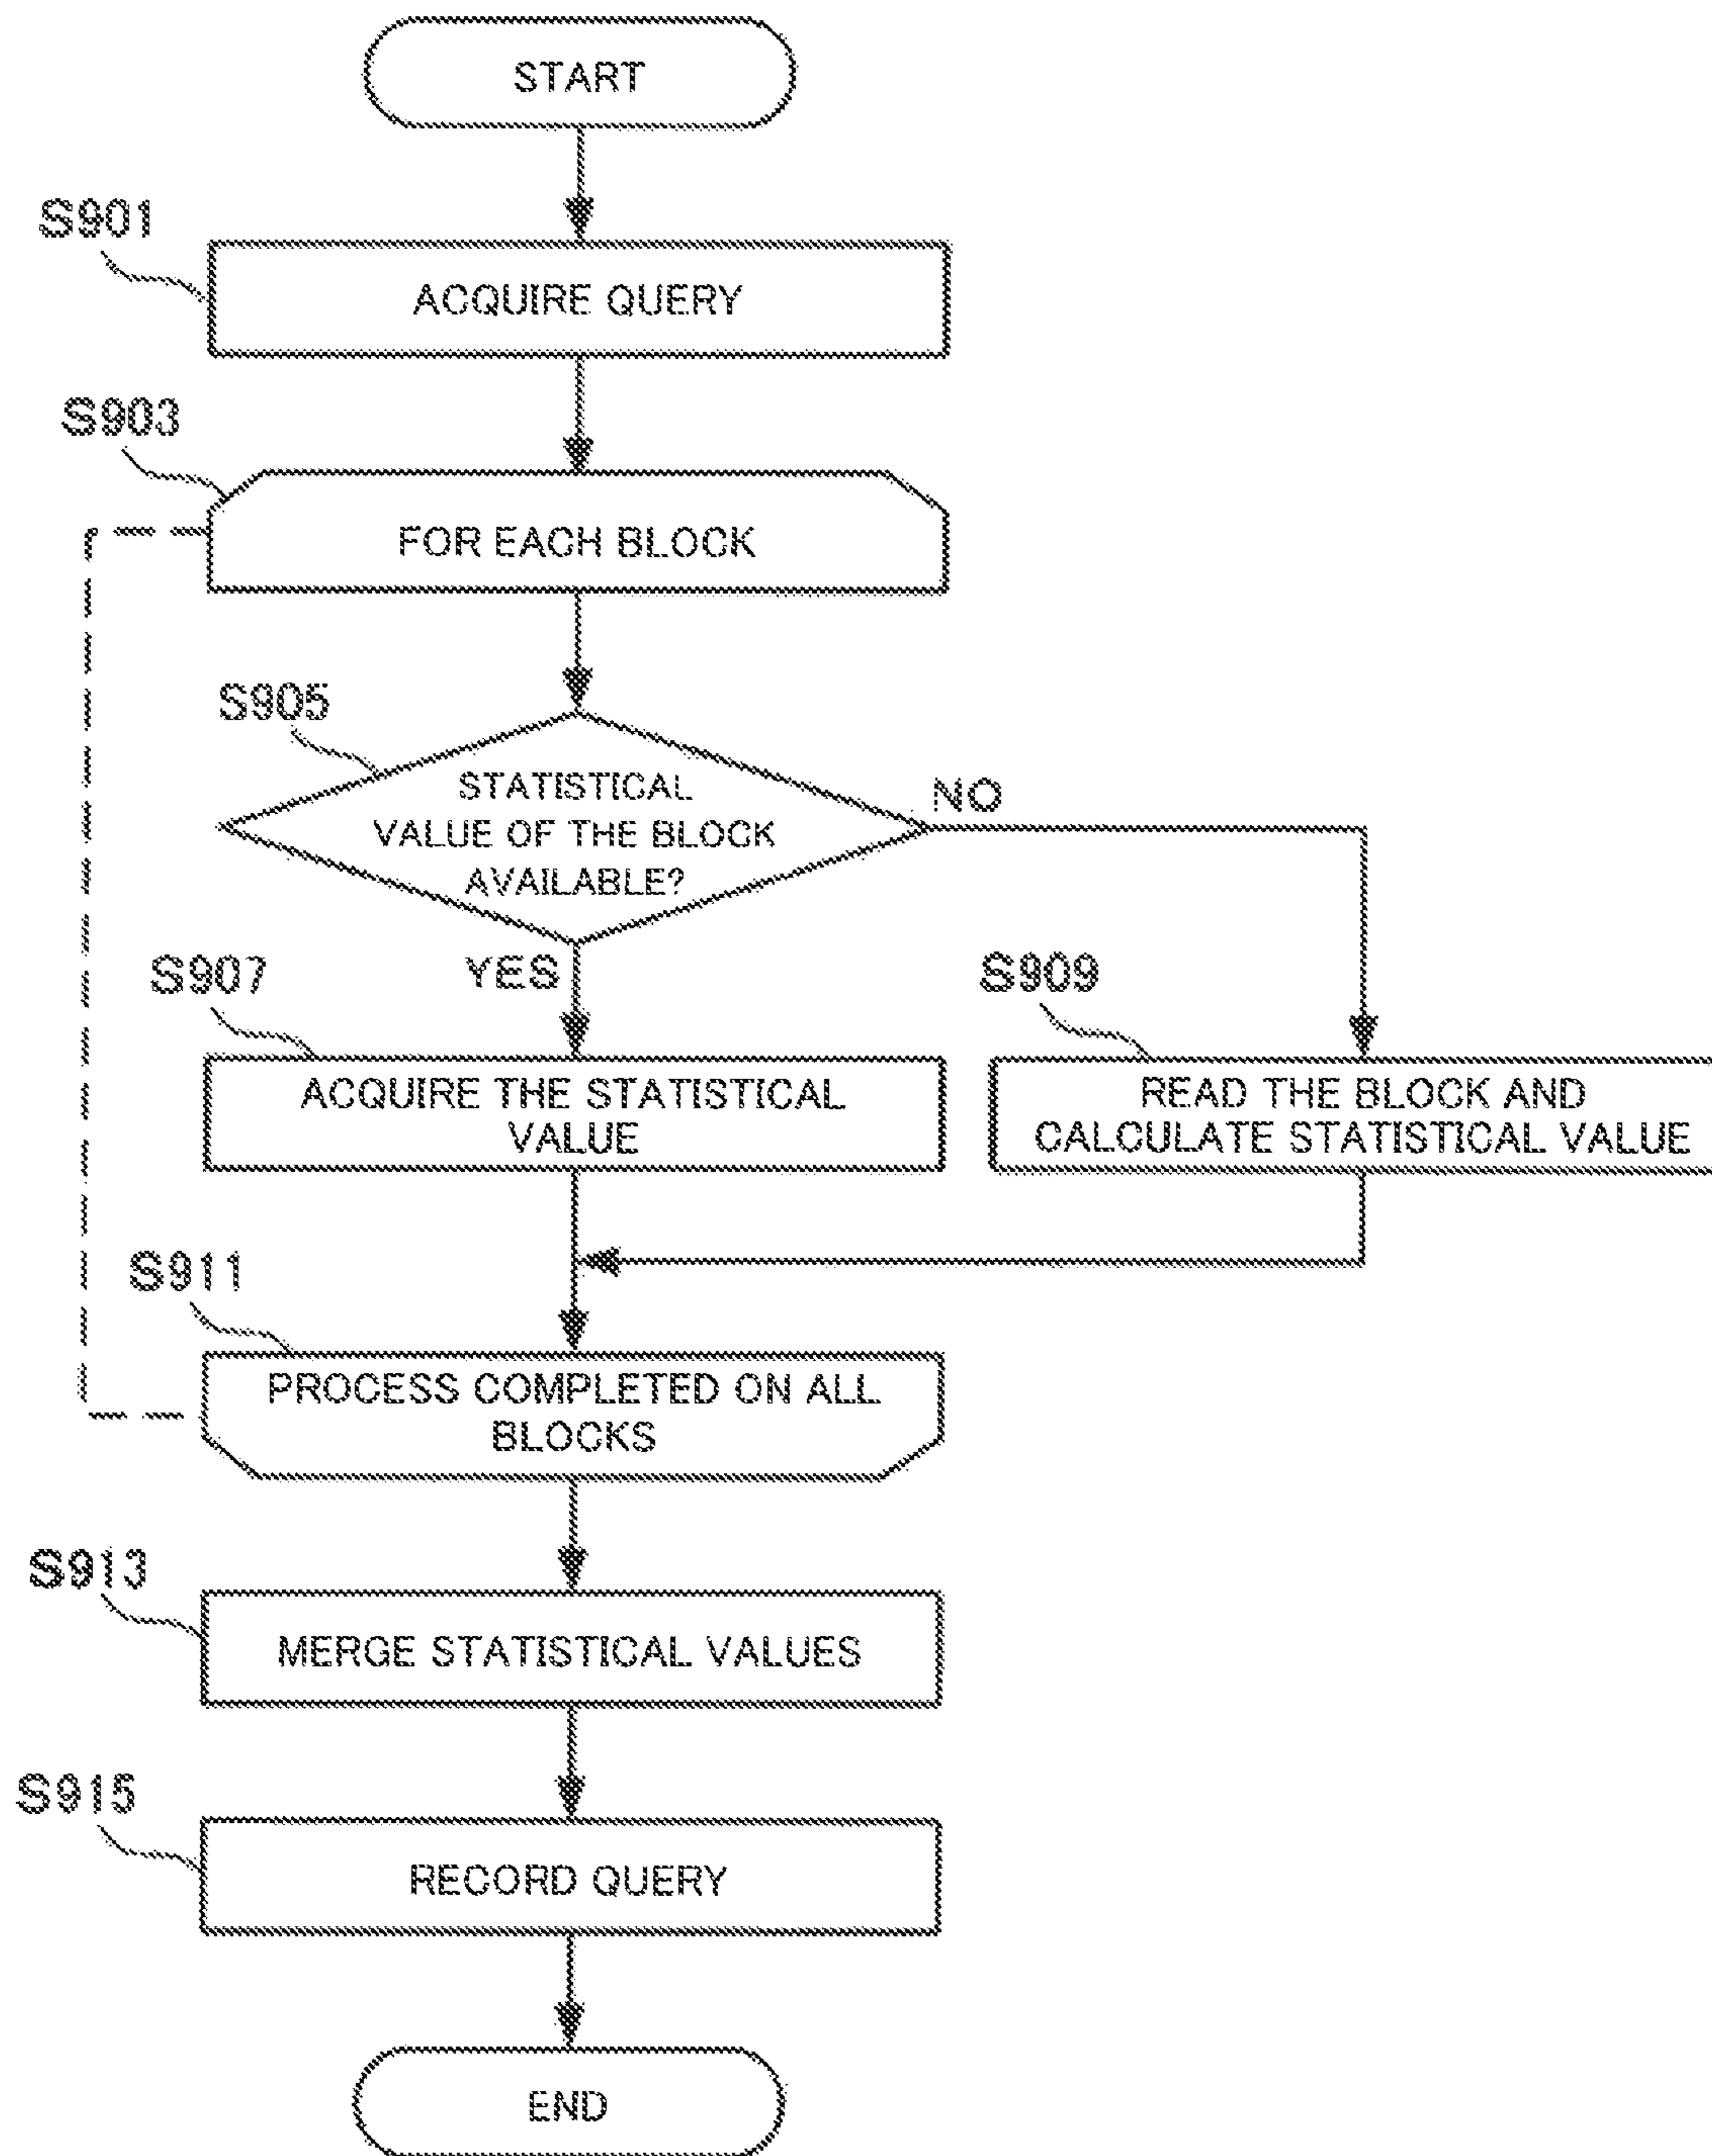 START
S901
ACQUIRE QUERY
S903
FOR EACH BLOCK
S905
STATISTICAL
VALUE OF THE BLOCK
AVAILABLE?
NO
YES
S907
ACQUIRE THE STATISTICAL
VALUE
S909
READ THE BLOCK AND
CALCULATE STATISTICAL VALUE
S911
PROCESS COMPLETED ON ALL
BLOCKS
S913
MERGE STATISTICAL VALUES
S915
RECORD QUERY
END